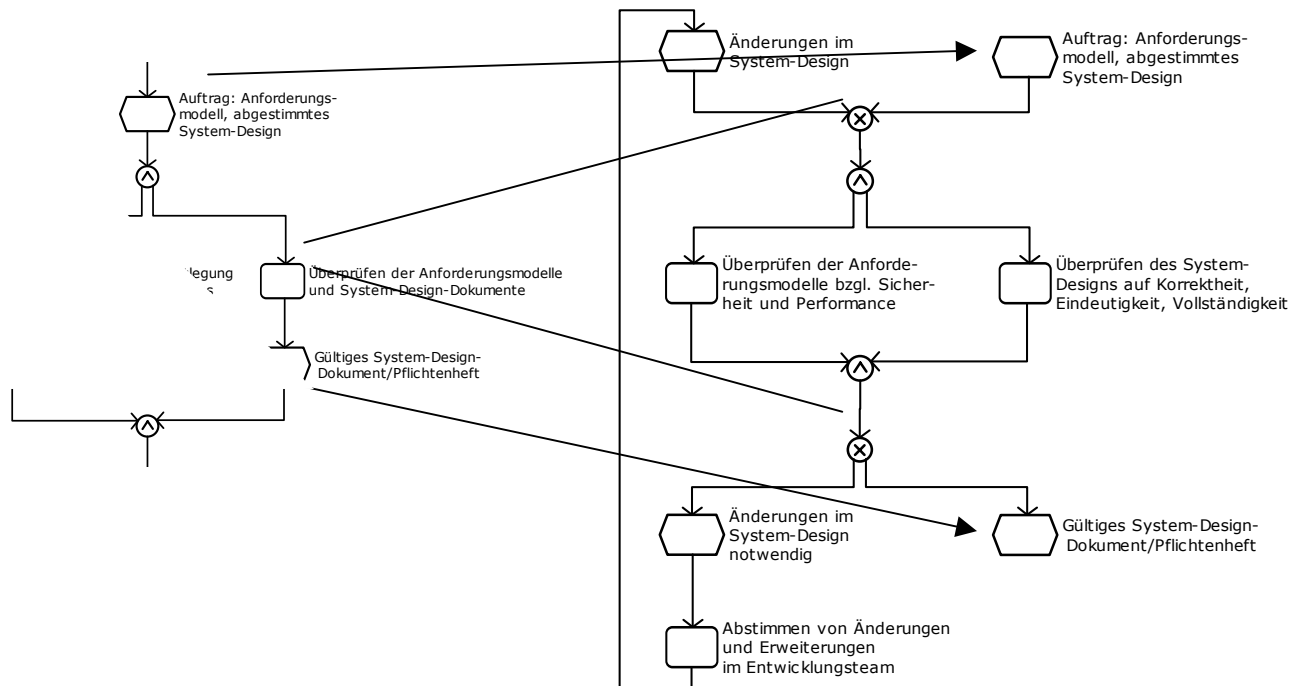 Änderungen im
System-Design
Auftrag: Anforderungs-
modell, abgestimmtes
System-Design
Auftrag: Anforderungs-
modell, abgestimmtes
System-Design
Überprüfen der Anforderungsmodelle
und System-Design-Dokumente
Überprüfen der Anforde-
rungsmodelle bzgl. Sicher-
heit und Performance
Überprüfen des System-
Designs auf Korrektheit,
Eindeutigkeit, Vollständigkeit
Gültiges System-Design-
Dokument/Pflichtenheft
Änderungen im
System-Design
notwendig
Gültiges System-Design-
Dokument/Pflichtenheft
Abstimmen von Änderungen
und Erweiterungen
im Entwicklungsteam